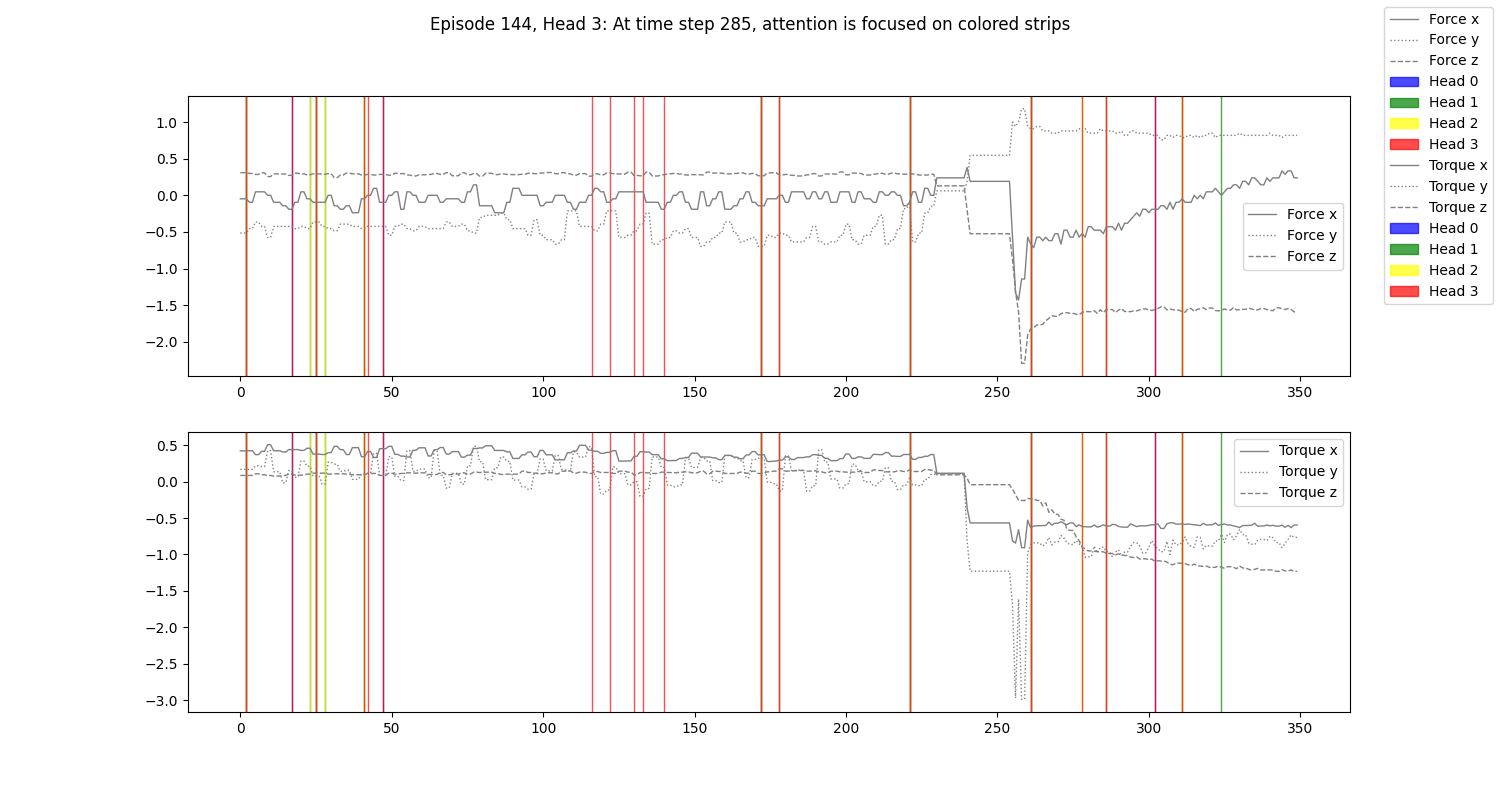 Episode 144, Head 3: At time step 285, attention is focused on colored strips
Force x
Force y
Force z
Head 0
Head 1
Head 2
Head 3
Torque x
Torque y
Torque z
Head 0
Head 1
Head 2
Head 3
1.0
0.5
0.0
−0.5
−1.0
−1.5
−2.0
Force x
Force y
Force z
0 50 100 150 200 250 300 350
0.5
0.0
−0.5
−1.0
−1.5
−2.0
−2.5
−3.0
Torque x
Torque y
Torque z
0 50 100 150 200 250 300 350